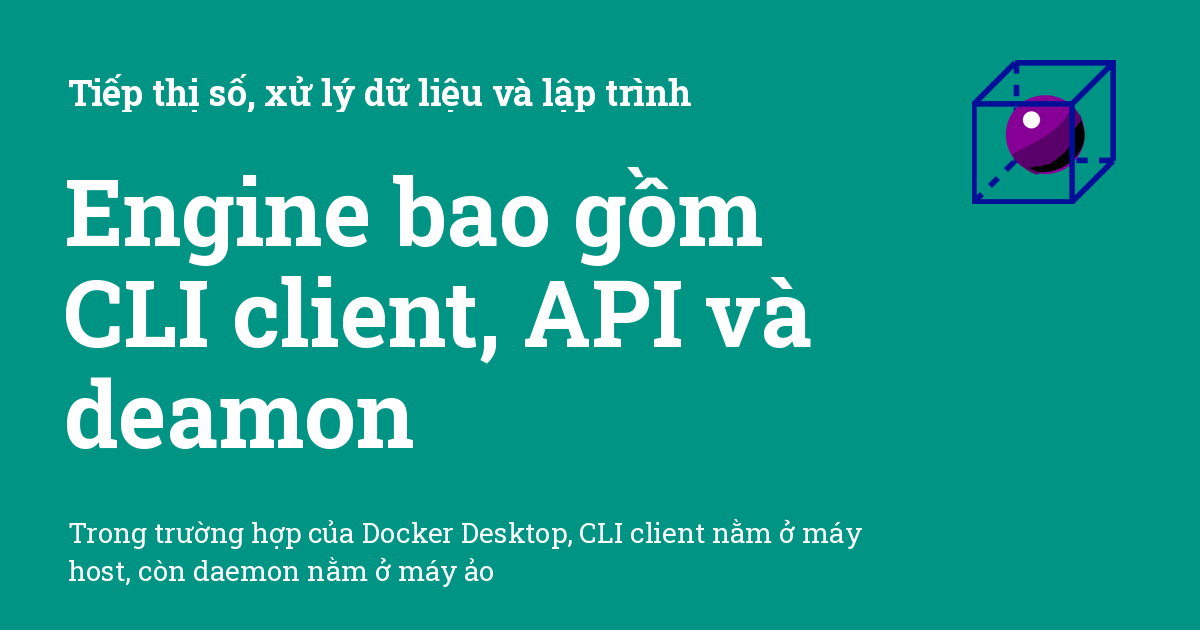 Tiếp thị số, xử lý dữ liệu và lập trình
Engine bao gồm
CLI client, API và
deamon
Trong trường hợp của Docker Desktop, CLI client nằm ở máy
host, còn daemon nằm ở máy ảo